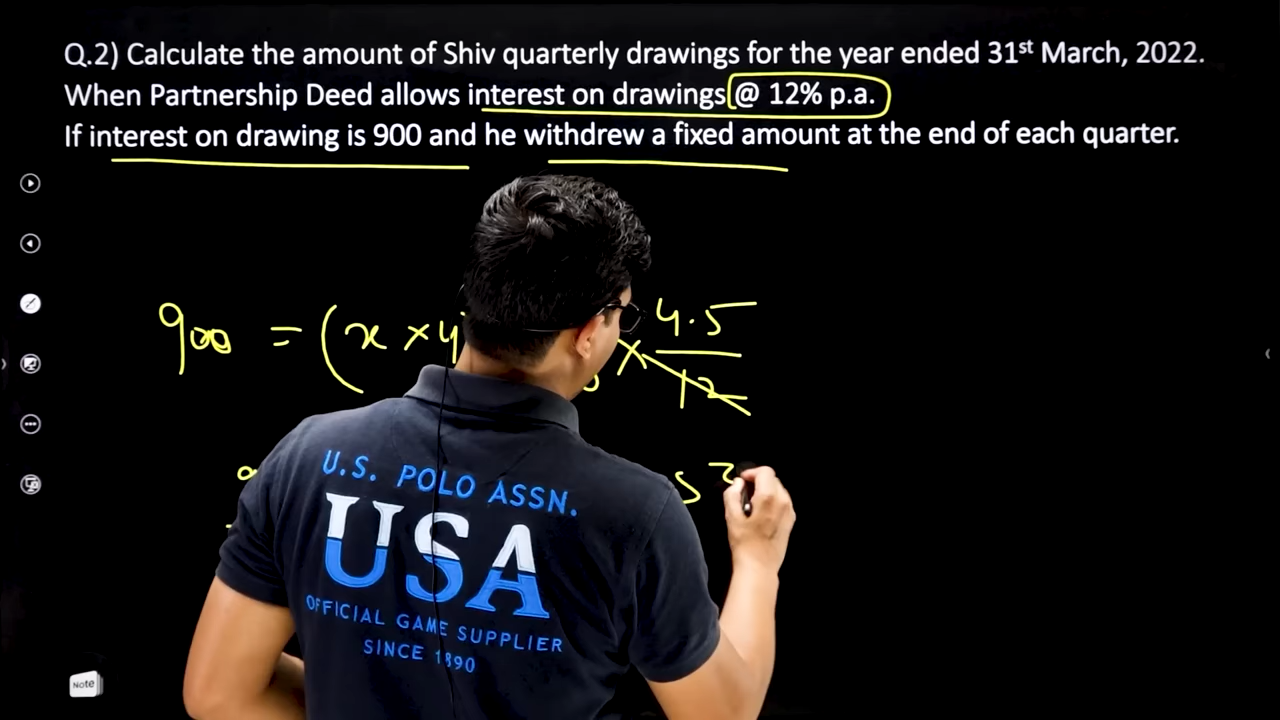 Q.2) Calculate the amount of Shiv quarterly drawings for the year ended 31st March, 2022.
When Partnership Deed allows interest on drawings @ 12% p.a.
If interest on drawing is 900 and he withdrew a fixed amount at the end of each quarter.
900 = (x × 4 × 4.5
12
U.S. POLO ASSN.
USA
OFFICIAL GAME SUPPLIER
SINCE 1890
Note